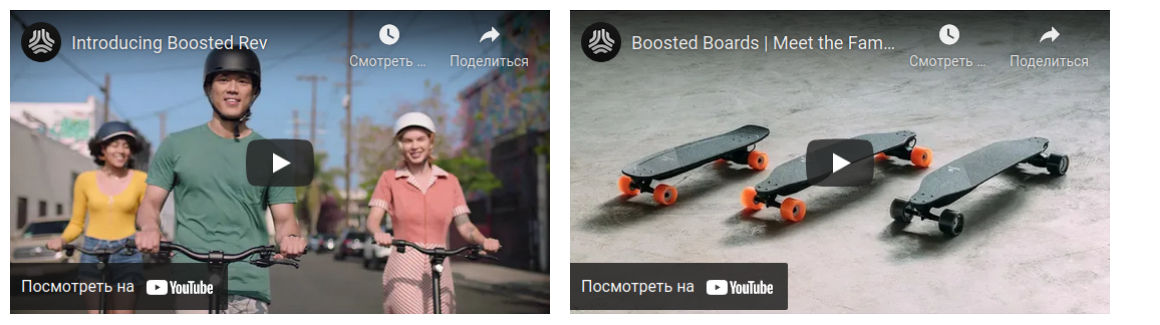 Introducing Boosted Rev
Смотреть ...
Поделиться
Посмотреть на YouTube
Boosted Boards | Meet the Fam...
Смотреть ...
Поделиться
Посмотреть на YouTube